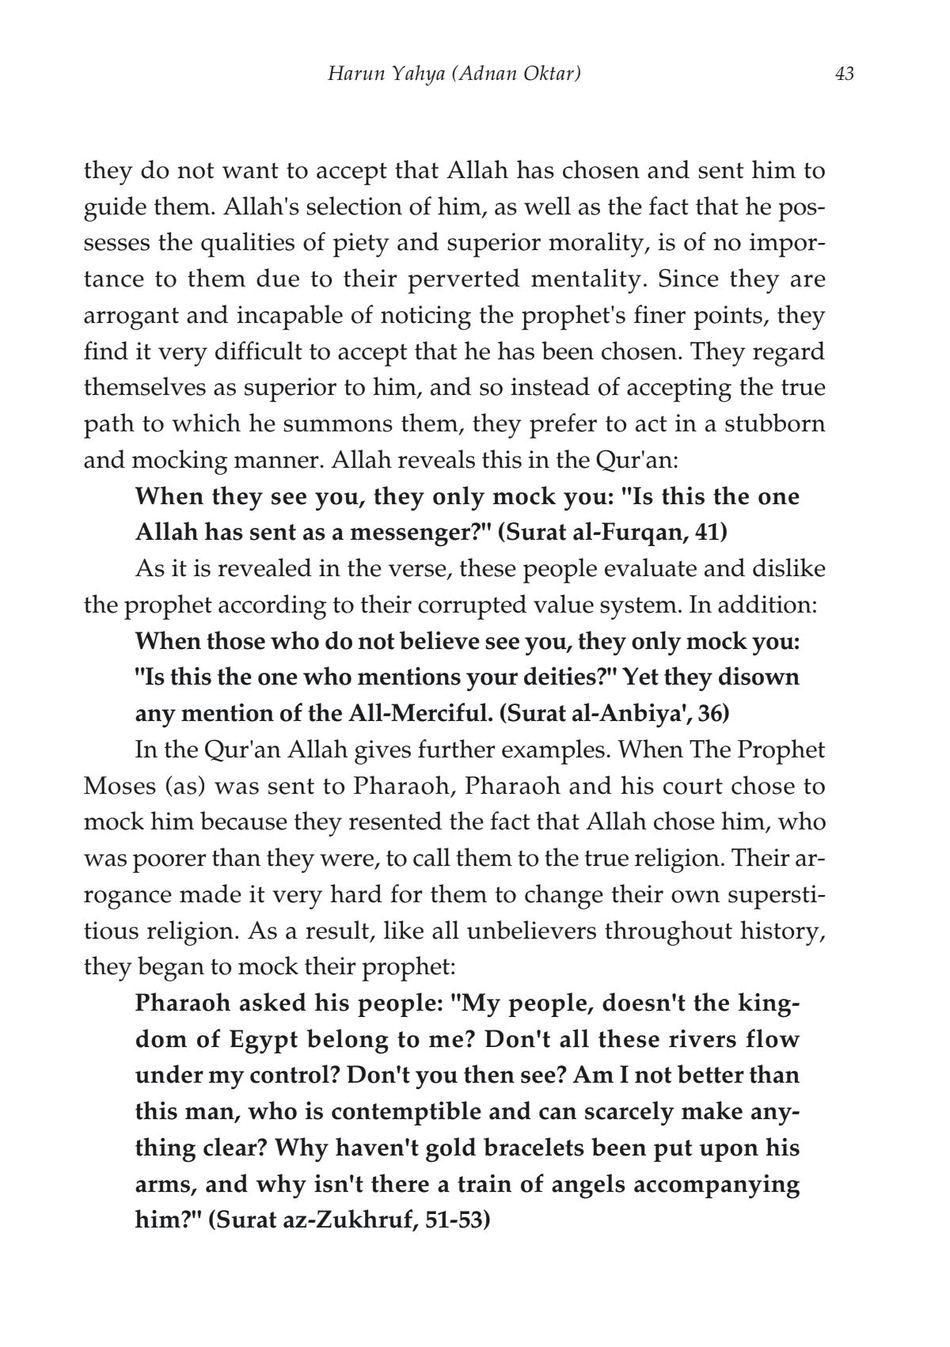 Harun Yahya (Adnan Oktar) 43
they do not want to accept that Allah has chosen and sent him to
guide them. Allah's selection of him, as well as the fact that he pos-
sesses the qualities of piety and superior morality, is of no impor-
tance to them due to their perverted mentality. Since they are
arrogant and incapable of noticing the prophet's finer points, they
find it very difficult to accept that he has been chosen. They regard
themselves as superior to him, and so instead of accepting the true
path to which he summons them, they prefer to act in a stubborn
and mocking manner. Allah reveals this in the Qur'an:
When they see you, they only mock you: "Is this the one
Allah has sent as a messenger?" (Surat al-Furqan, 41)
As it is revealed in the verse, these people evaluate and dislike
the prophet according to their corrupted value system. In addition:
When those who do not believe see you, they only mock you:
"Is this the one who mentions your deities?" Yet they disown
any mention of the All-Merciful. (Surat al-Anbiya', 36)
In the Qur'an Allah gives further examples. When The Prophet
Moses (as) was sent to Pharaoh, Pharaoh and his court chose to
mock him because they resented the fact that Allah chose him, who
was poorer than they were, to call them to the true religion. Their ar-
rogance made it very hard for them to change their own supersti-
tious religion. As a result, like all unbelievers throughout history,
they began to mock their prophet:
Pharaoh asked his people: "My people, doesn't the king-
dom of Egypt belong to me? Don't all these rivers flow
under my control? Don't you then see? Am I not better than
this man, who is contemptible and can scarcely make any-
thing clear? Why haven't gold bracelets been put upon his
arms, and why isn't there a train of angels accompanying
him?" (Surat az-Zukhruf, 51-53)